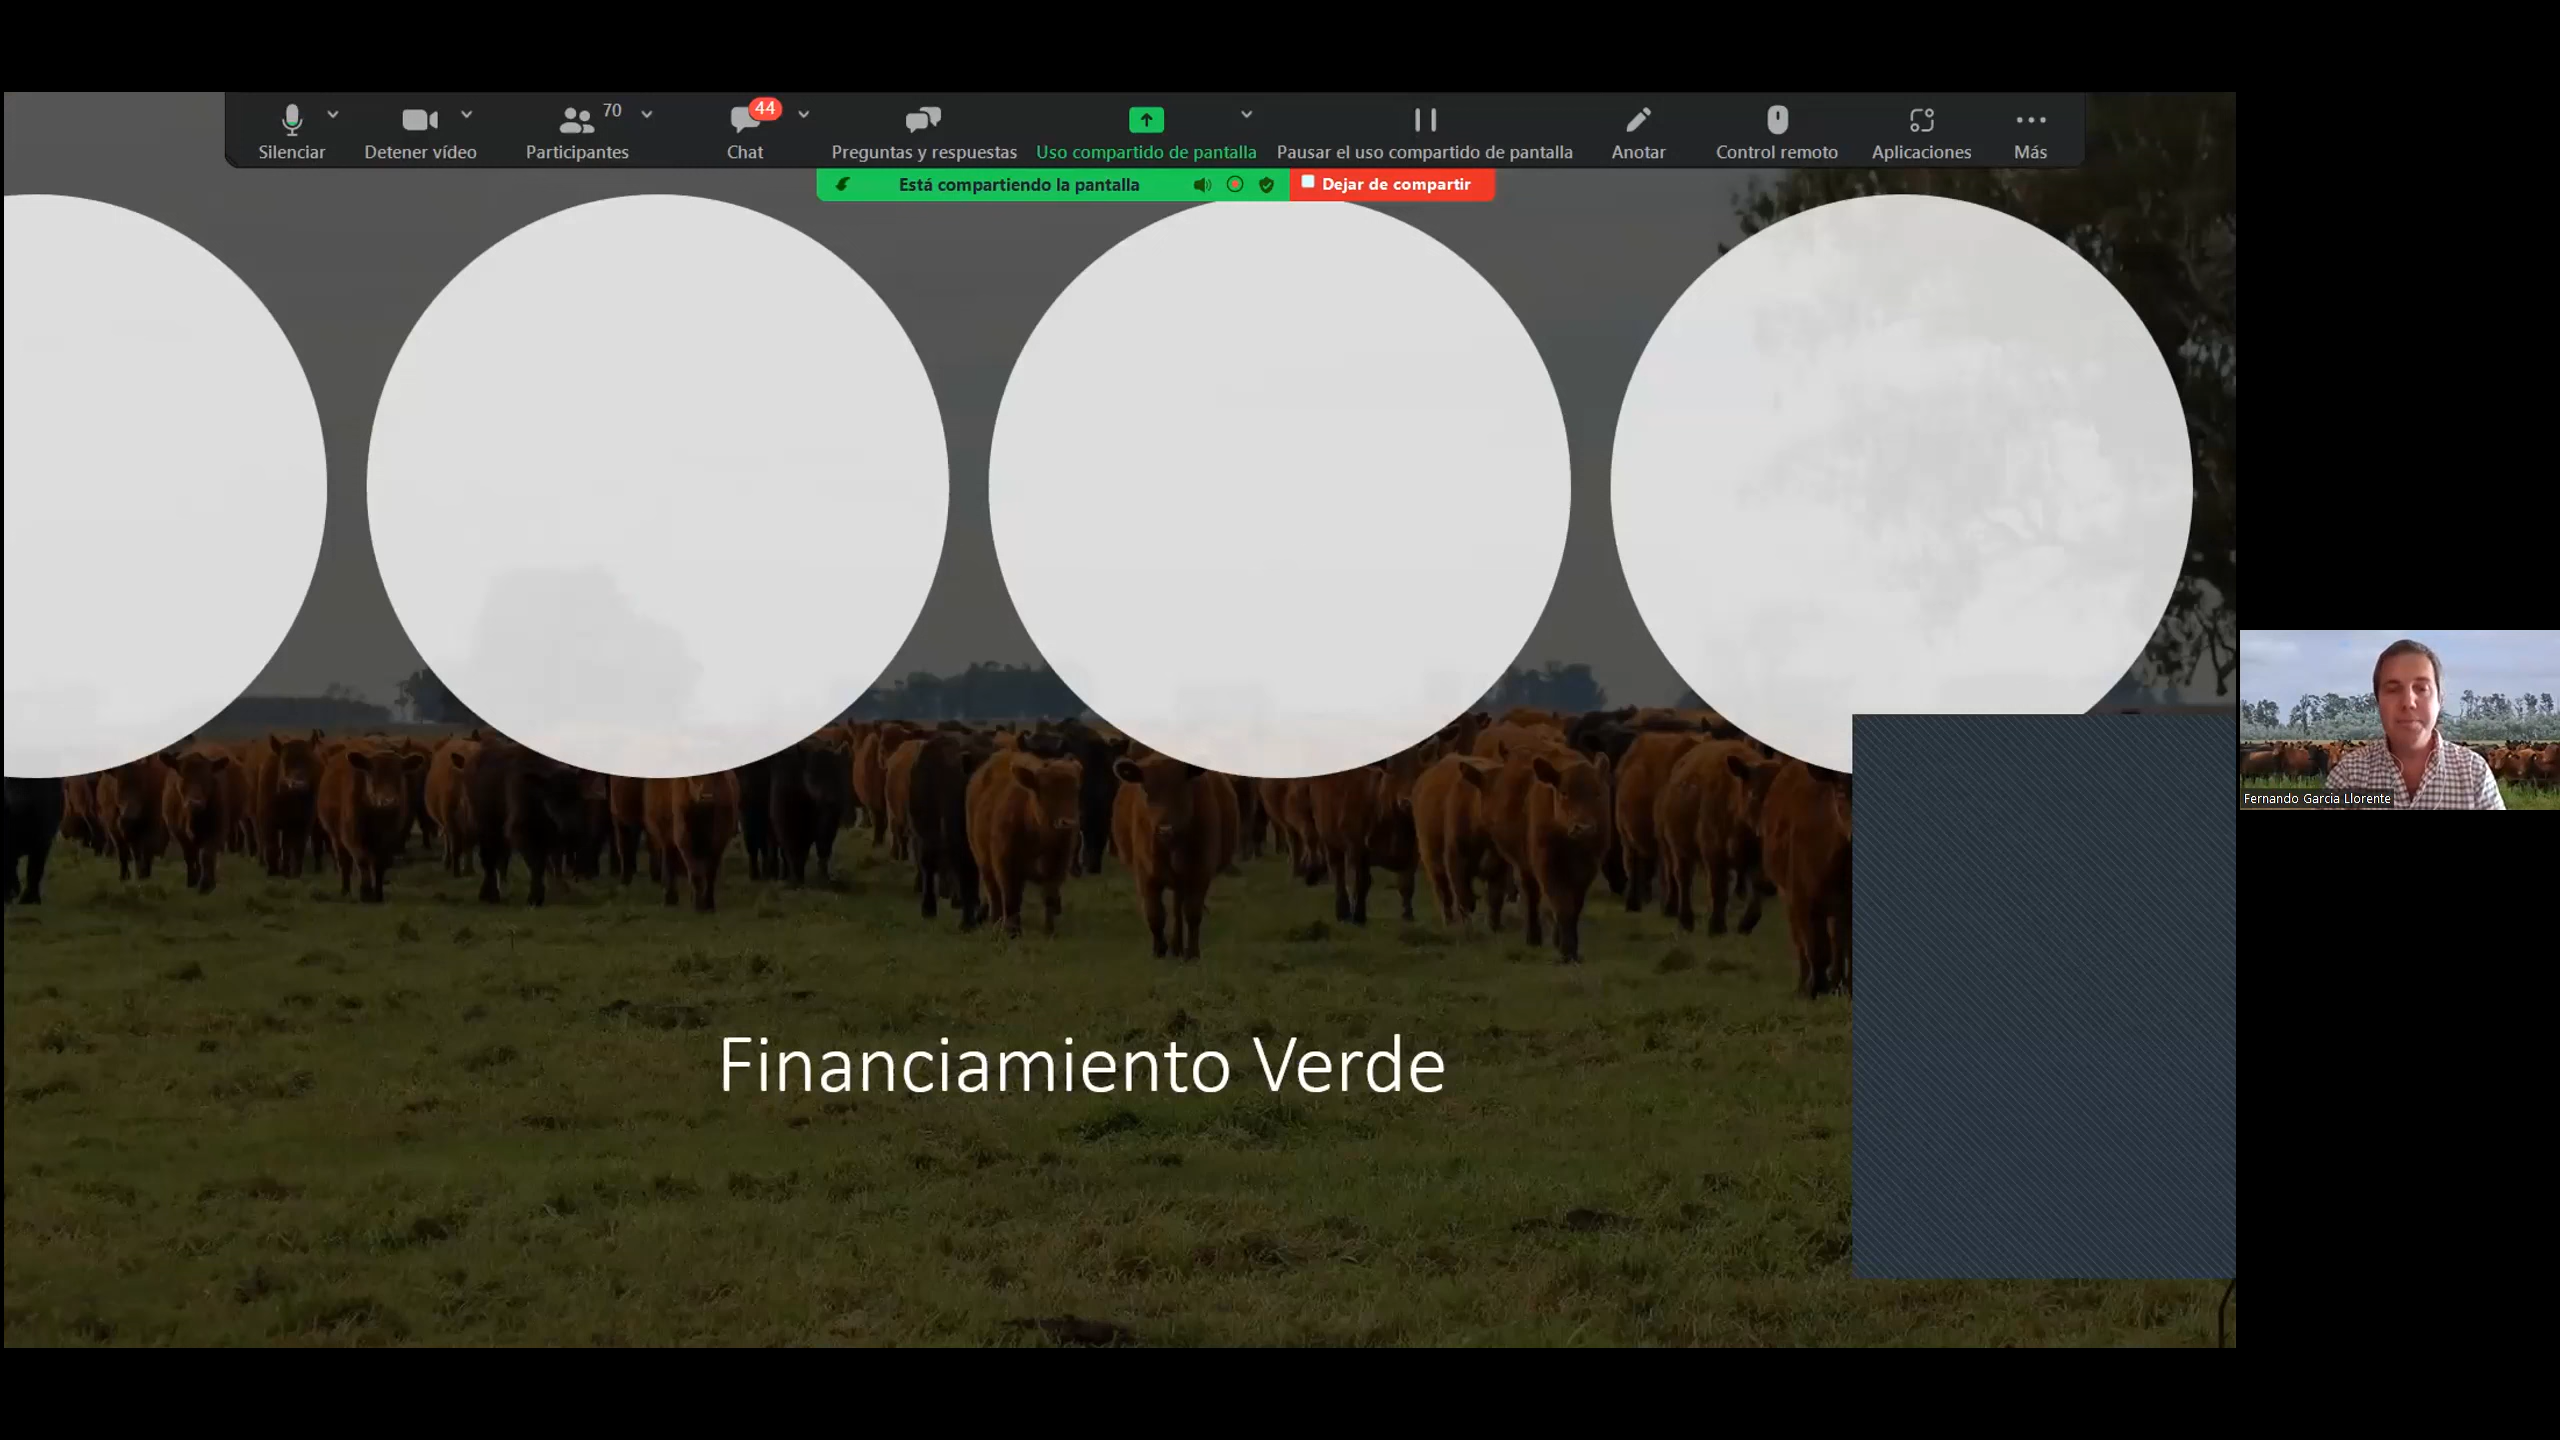 70
44
Silenciar
Detener vídeo
Participantes
Chat
Preguntas y respuestas
Uso compartido de pantalla
Pausar el uso compartido de pantalla
Anotar
Control remoto
Aplicaciones
Más
Está compartiendo la pantalla
Dejar de compartir
Fernando Garcia Llorente
Financiamiento Verde